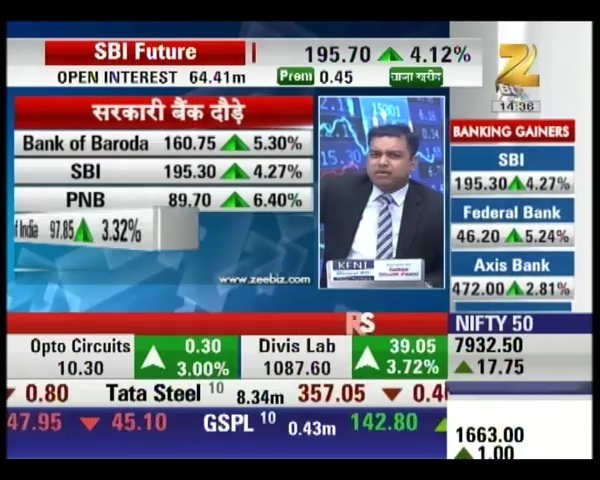 SBI Future
195.70 4.12%
OPEN INTEREST 64.41m Prem 0.45 ताजा खरीद
14:36
सरकारी बैंक दौड़े
Bank of Baroda 160.75 5.30%
SBI 195.30 4.27%
PNB 89.70 6.40%
f India 97.85 3.32%
www.zeebiz.com
BANKING GAINERS
SBI
195.30 4.27%
Federal Bank
46.20 5.24%
Axis Bank
472.00 2.81%
RS
NIFTY 50
7932.50
17.75
Opto Circuits 0.30
10.30 3.00%
Divis Lab 39.05
1087.60 3.72%
0.80 Tata Steel 10 8.34m 357.05
47.95 45.10 GSPL 10 0.43m 142.80
1663.00
1.00